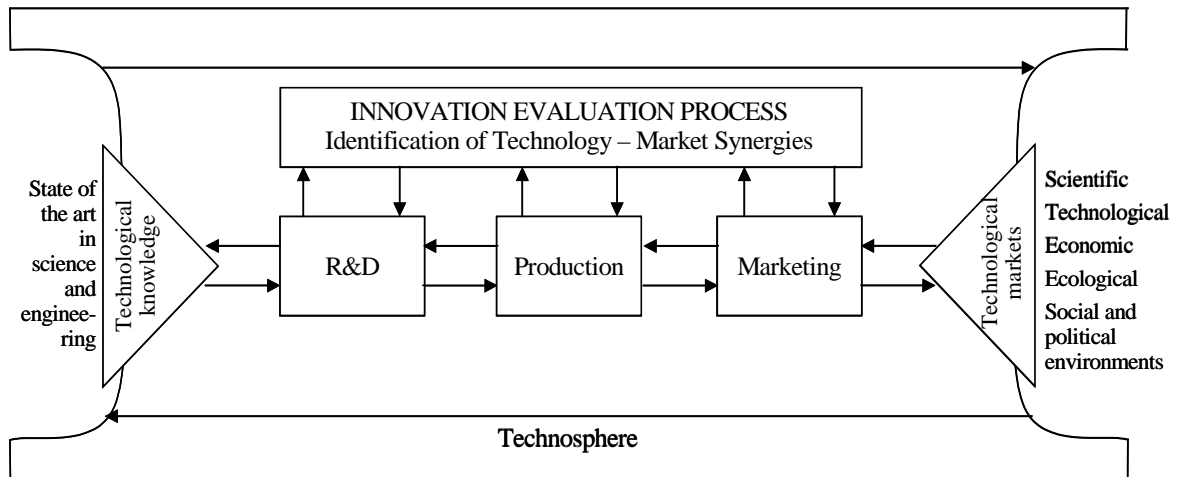 INNOVATION EVALUATION PROCESS
Identification of Technology – Market Synergies
State of
the art
in
science
and
enginee-
ring
Technological
knowledge
R&D
Production
Marketing
Technological
markets
Scientific
Technological
Economic
Ecological
Social and
political
environments
Technosphere